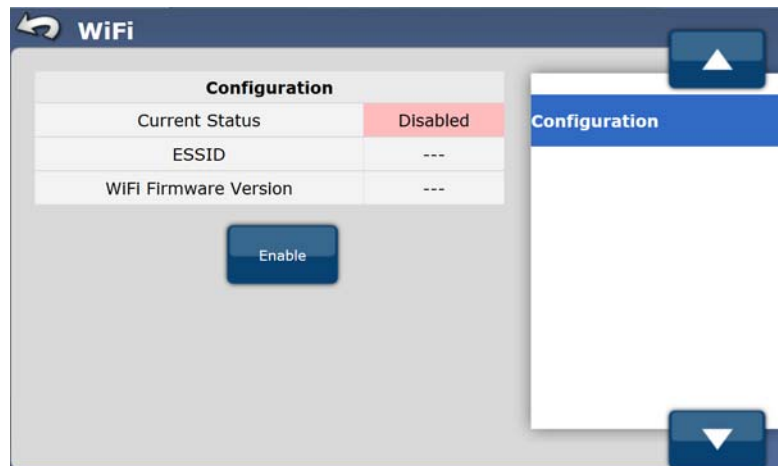 WiFi
Configuration
Current Status Disabled
ESSID ---
WiFi Firmware Version ---
Enable
Configuration